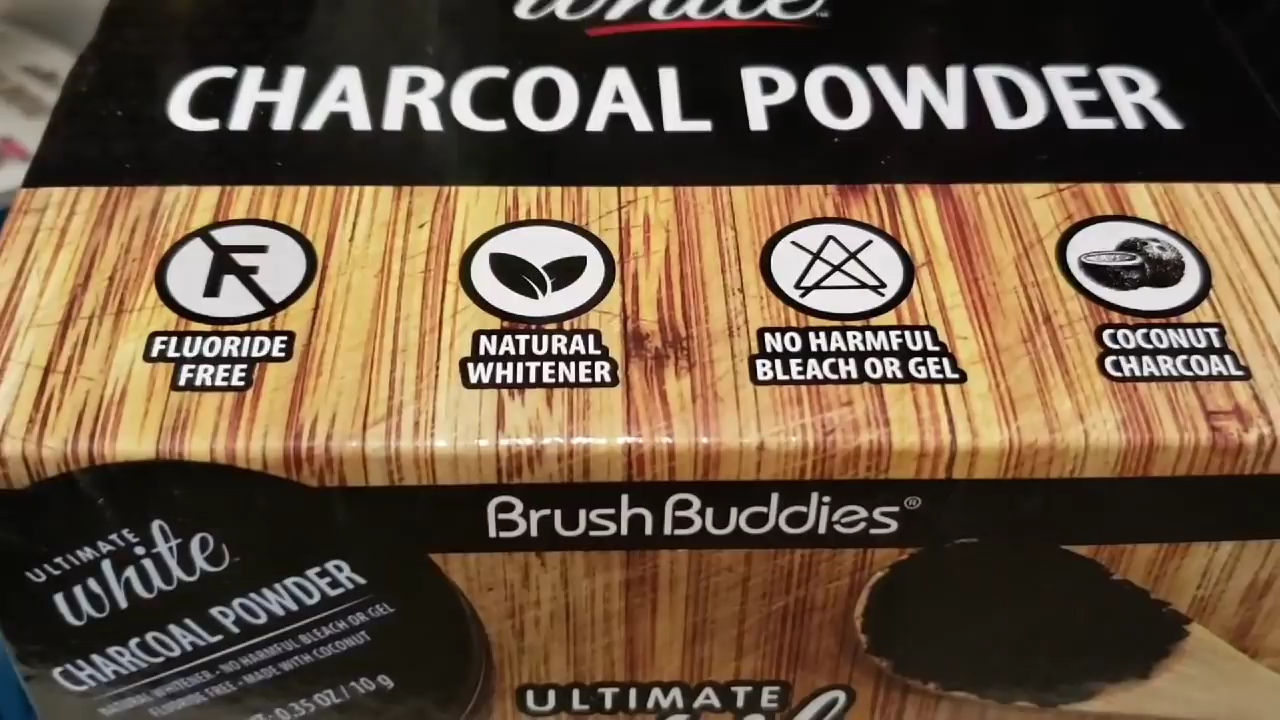 white™
CHARCOAL POWDER
F
FLUORIDE
FREE
NATURAL
WHITENER
NO HARMFUL
BLEACH OR GEL
COCONUT
CHARCOAL
BrushBuddies®
ULTIMATE
white
CHARCOAL POWDER
NATURAL WHITENER - NO HARMFUL BLEACH OR GEL
FLUORIDE FREE - MADE WITH COCONUT
0.35 OZ / 10 g
ULTIMATE